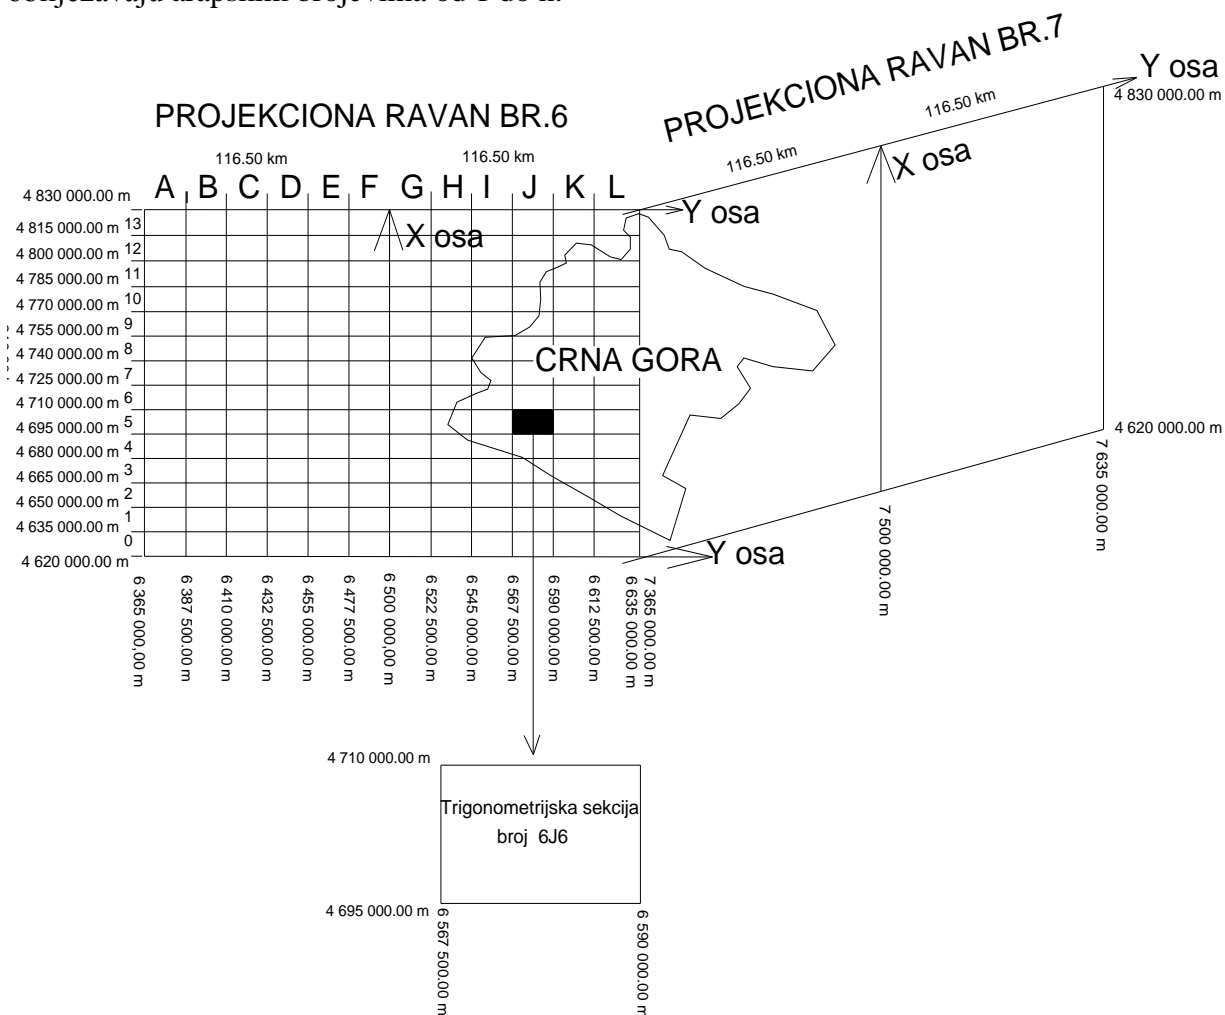 PROJEKCIONA RAVAN BR.7
Y osa
4 830 000.00 m
116.50 km
116.50 km
X osa
PROJEKCIONA RAVAN BR.6
116.50 km
116.50 km
A B C D E F G H I J K L
4 830 000.00 m
Y osa
13
4 815 000.00 m
X osa
12
4 800 000.00 m
11
4 785 000.00 m
10
4 770 000.00 m
9
4 755 000.00 m
8
4 740 000.00 m
CRNA GORA
7
4 725 000.00 m
6
4 710 000.00 m
5
4 695 000.00 m
4
4 680 000.00 m
3
4 665 000.00 m
2
4 650 000.00 m
1
4 635 000.00 m
0
4 620 000.00 m
Y osa
4 620 000.00 m
7 635 000.00 m
7 500 000.00 m
6 365 000,00 m
6 387 500.00 m
6 410 000.00 m
6 432 500.00 m
6 455 000.00 m
6 477 500.00 m
6 500 000,00 m
6 522 500.00 m
6 545 000.00 m
6 567 500.00 m
6 590 000.00 m
6 612 500.00 m
6 635 000.00 m
7 365 000.00 m
4 710 000.00 m
Trigonometrijska sekcija
broj 6J6
4 695 000.00 m
6 567 500.00 m
6 590 000.00 m